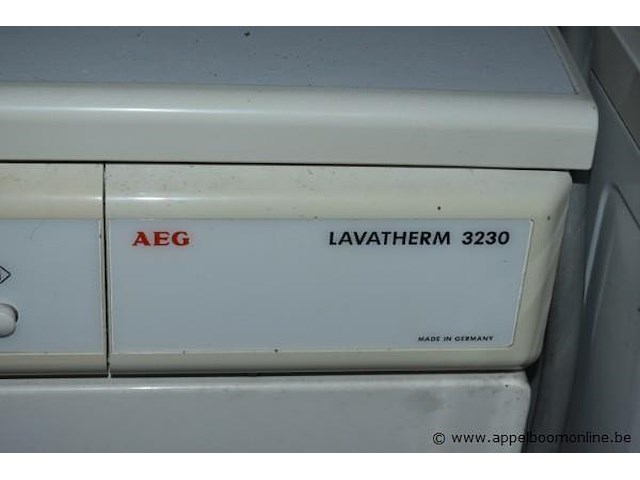 AEG LAVATHERM 3230
MADE IN GERMANY
© www.appelboomonline.be